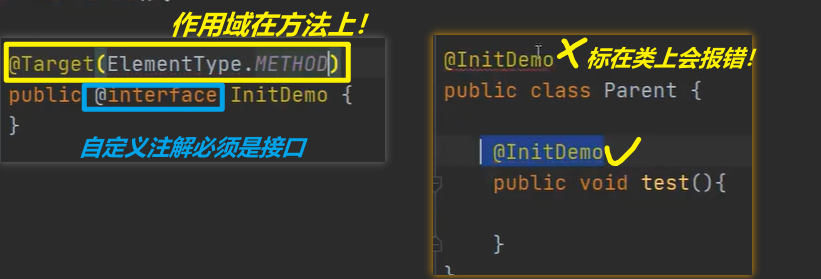 作用域在方法上!
@Target(ElementType.METHOD)
public @interface InitDemo {
}
自定义注解必须是接口
@InitDemo 标在类上会报错!
public class Parent {
@InitDemo
public void test(){
}
}